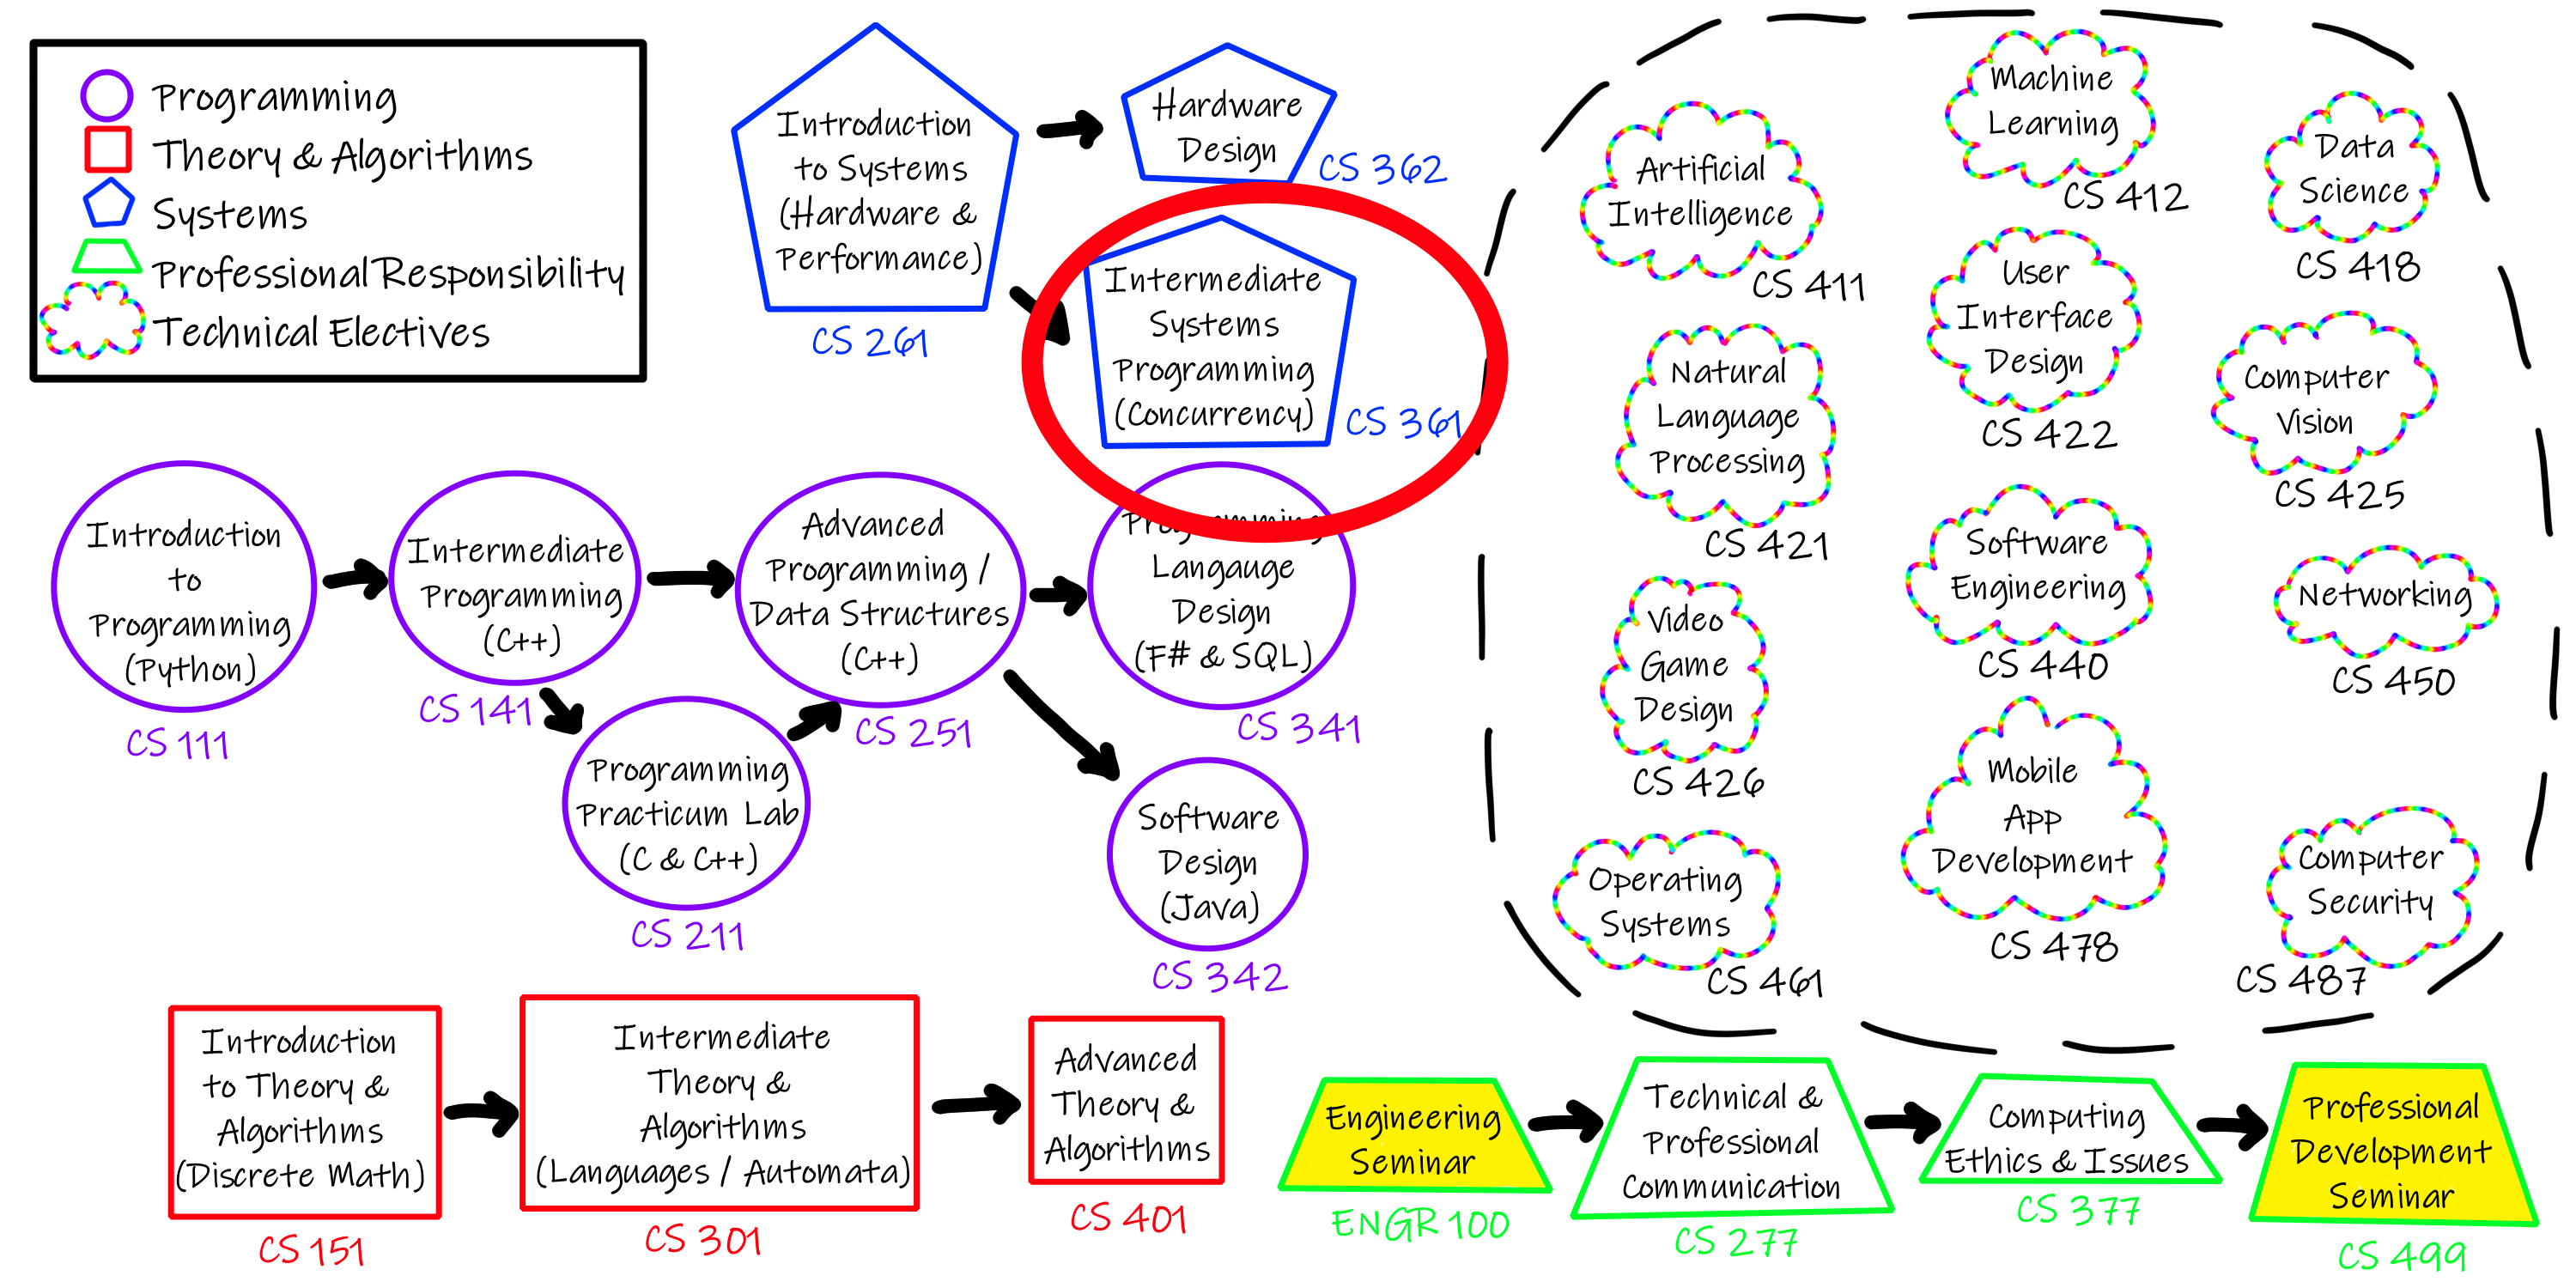 Programming
Theory & Algorithms
Systems
Professional Responsibility
Technical Electives
Introduction
to Systems
(Hardware &
Performance)
CS 261
Hardware
Design
CS 362
Intermediate
Systems
Programming
(Concurrency)
CS 361
Introduction
to
Programming
(Python)
CS 111
Intermediate
Programming
(C++)
CS 141
Programming
Practicum Lab
(C & C++)
CS 211
Advanced
Programming /
Data Structures
(C++)
CS 251
Programming
Langauge
Design
(F# & SQL)
CS 341
Software
Design
(Java)
CS 342
Introduction
to Theory &
Algorithms
(Discrete Math)
CS 151
Intermediate
Theory &
Algorithms
(Languages / Automata)
CS 301
Advanced
Theory &
Algorithms
CS 401
Artificial
Intelligence
CS 411
Machine
Learning
CS 412
Data
Science
CS 418
Natural
Language
Processing
CS 421
User
Interface
Design
CS 422
Computer
Vision
CS 425
Video
Game
Design
CS 426
Software
Engineering
CS 440
Networking
CS 450
Operating
Systems
CS 461
Mobile
App
Development
CS 478
Computer
Security
CS 487
Engineering
Seminar
ENGR 100
Technical &
Professional
Communication
CS 277
Computing
Ethics & Issues
CS 377
Professional
Development
Seminar
CS 499